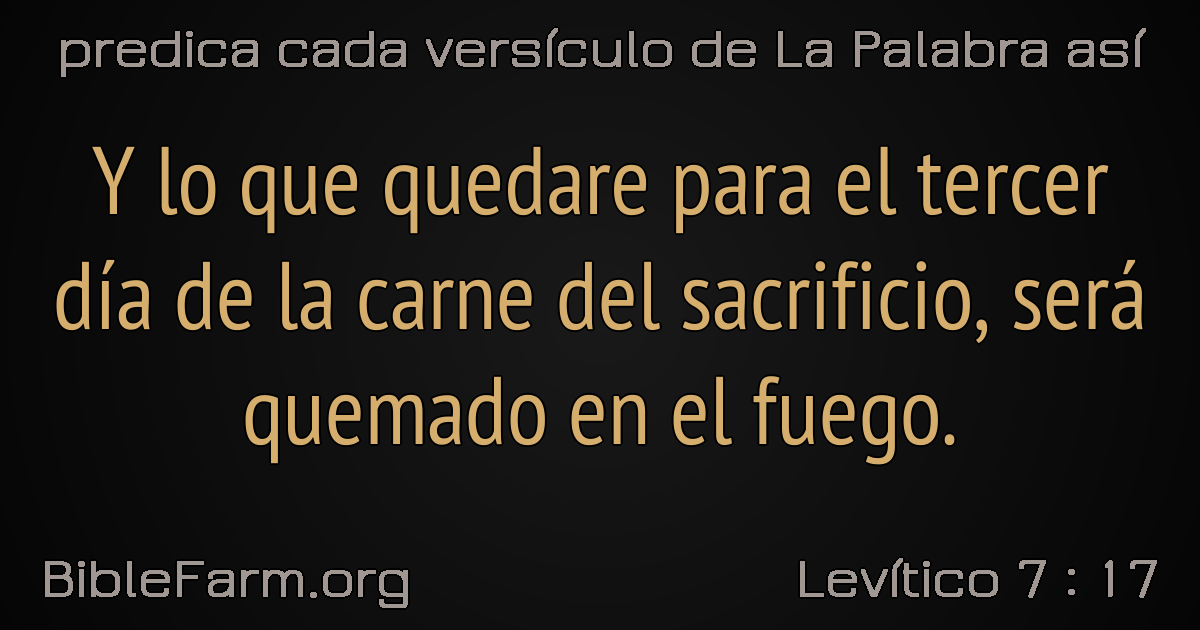 predica cada versículo de La Palabra así
Y lo que quedare para el tercer
día de la carne del sacrificio, será
quemado en el fuego.
BibleFarm.org
Levítico 7 : 17